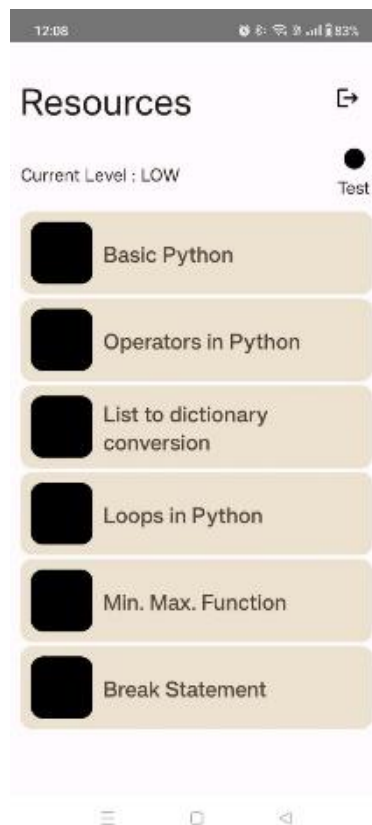 12:08 83%
Resources
Current Level : LOW
Test
Basic Python
Operators in Python
List to dictionary
conversion
Loops in Python
Min. Max. Function
Break Statement